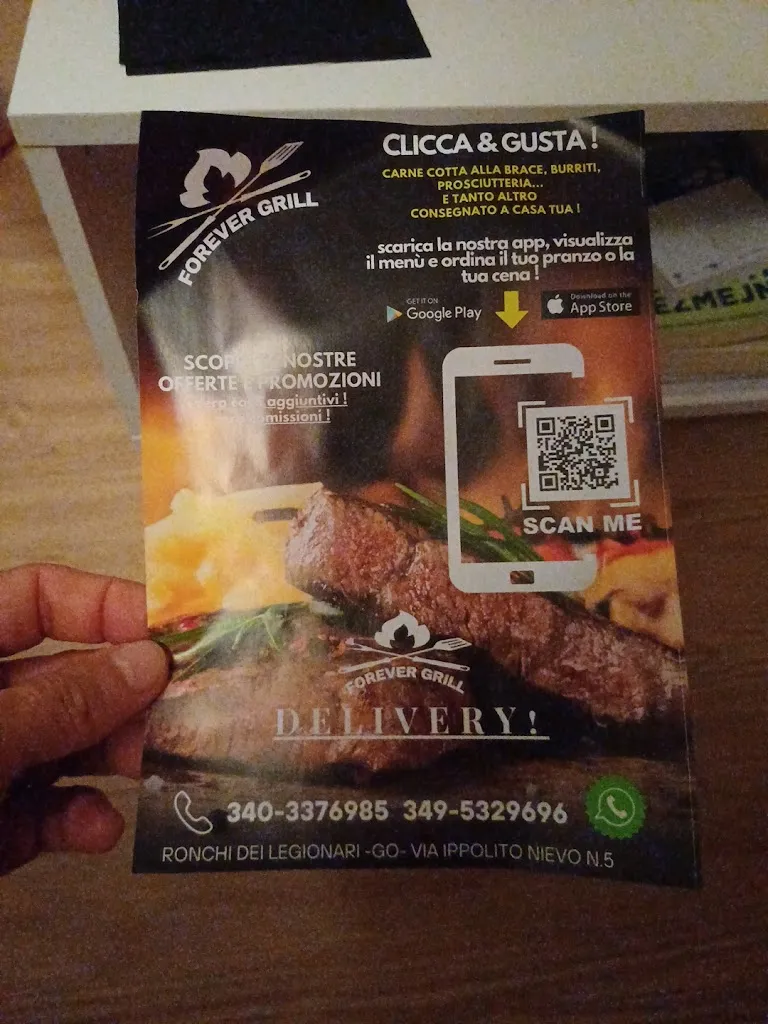 FOREVER GRILL
CLICCA & GUSTA !
CARNE COTTA ALLA BRACE, BURRITI,
PROSCIUTTERIA...
E TANTO ALTRO
CONSEGNATO A CASA TUA !
scarica la nostra app, visualizza
il menù e ordina il tuo pranzo o la
tua cena !
GET IT ON
Google Play
Download on the
App Store
NOSTRE
OFFERTE E PROMOZIONI
aggiuntivi !
SCAN ME
FOREVER GRILL
DELIVERY!
340-3376985 349-5329696
RONCHI DEI LEGIONARI -GO- VIA IPPOLITO NIEVO N.5